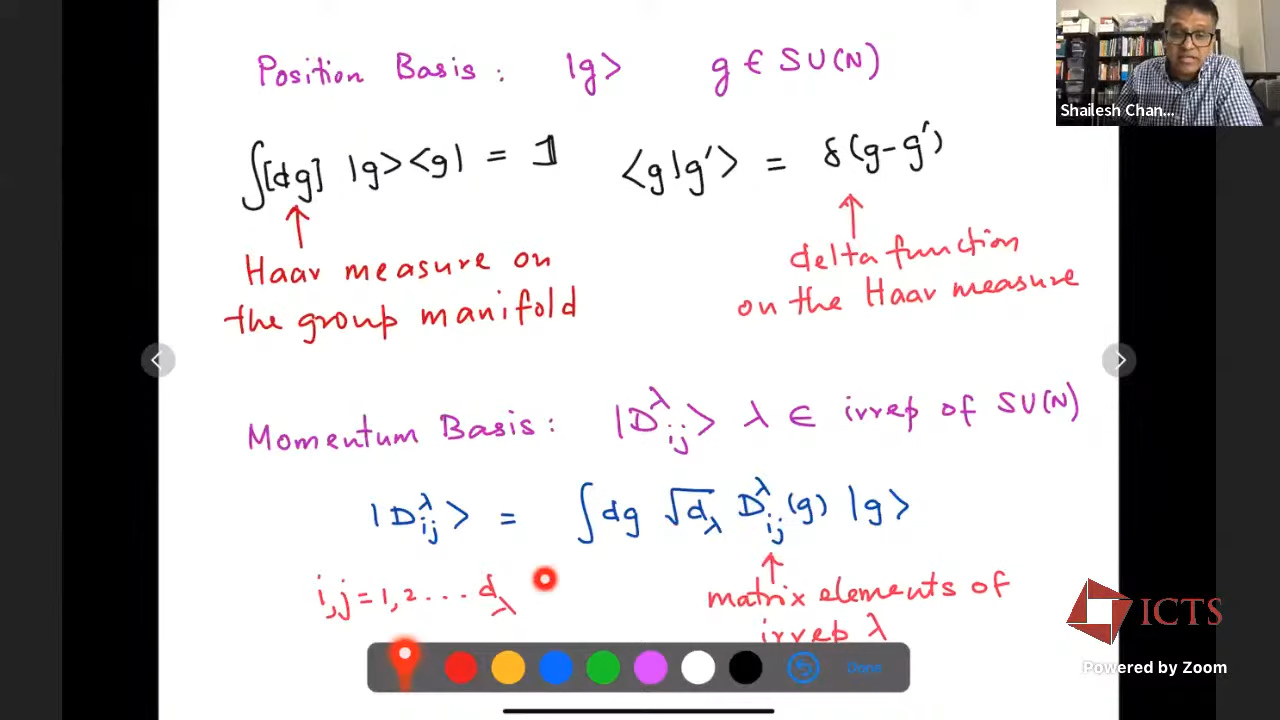 Position Basis : |g> g ∈ SU(N)
∫[dg] |g><g| = 𝟙 <g|g'> = δ(g-g')
↑ ↑
Haar measure on
the group manifold
delta function
on the Haar measure
Momentum Basis : |D^λ_ij> λ ∈ irrep of SU(N)
|D^λ_ij> = ∫dg √d_λ D^λ_ij(g) |g>
i,j = 1,2 ... d_λ
↑
matrix elements of
irrep λ
Shailesh Chan...
Done
ICTS
Powered by Zoom